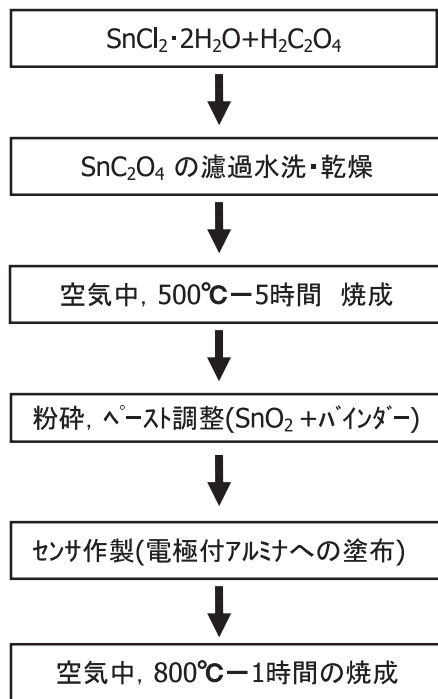 SnCl₂·2H₂O+H₂C₂O₄
SnC₂O₄ の濾過水洗・乾燥
空気中, 500℃ー5時間 焼成
粉砕, ペースト調整(SnO₂+バインダー)
センサ作製(電極付アルミナへの塗布)
空気中, 800℃ー1時間の焼成